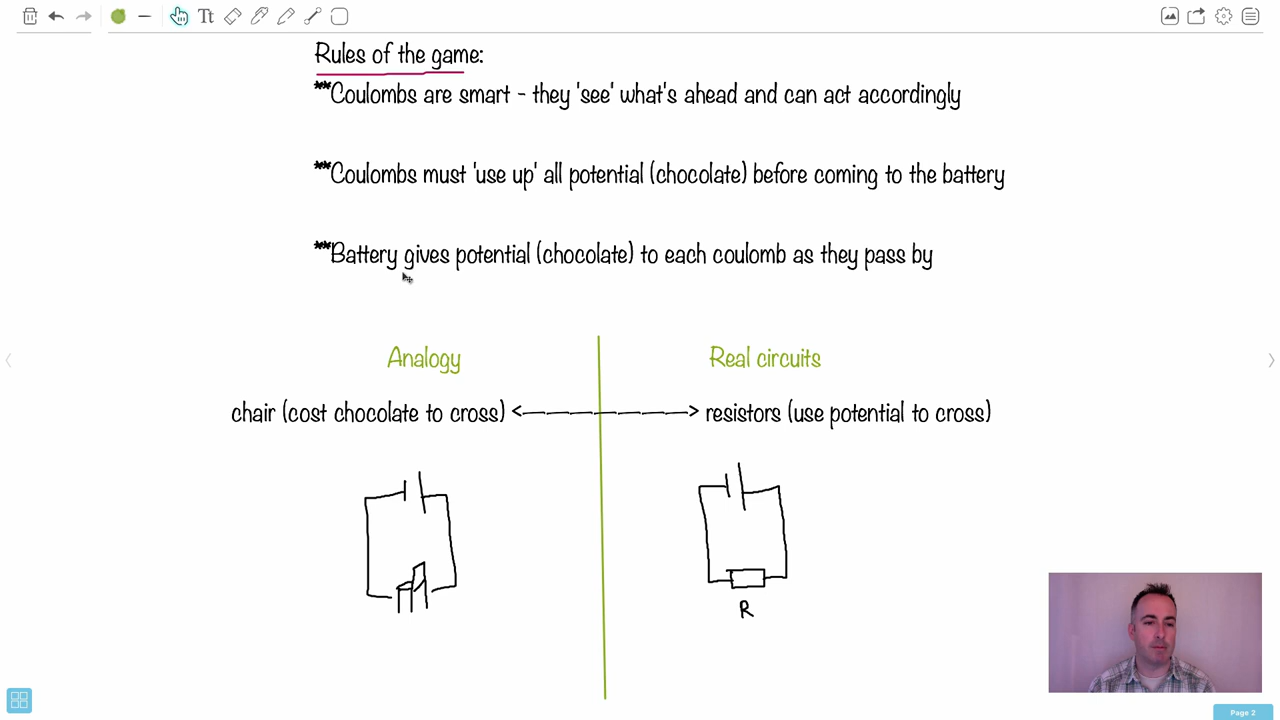 Tt
Rules of the game:
**Coulombs are smart - they 'see' what's ahead and can act accordingly
**Coulombs must 'use up' all potential (chocolate) before coming to the battery
**Battery gives potential (chocolate) to each coulomb as they pass by
Analogy
Real circuits
chair (cost chocolate to cross) <--------> resistors (use potential to cross)
R
Page 2